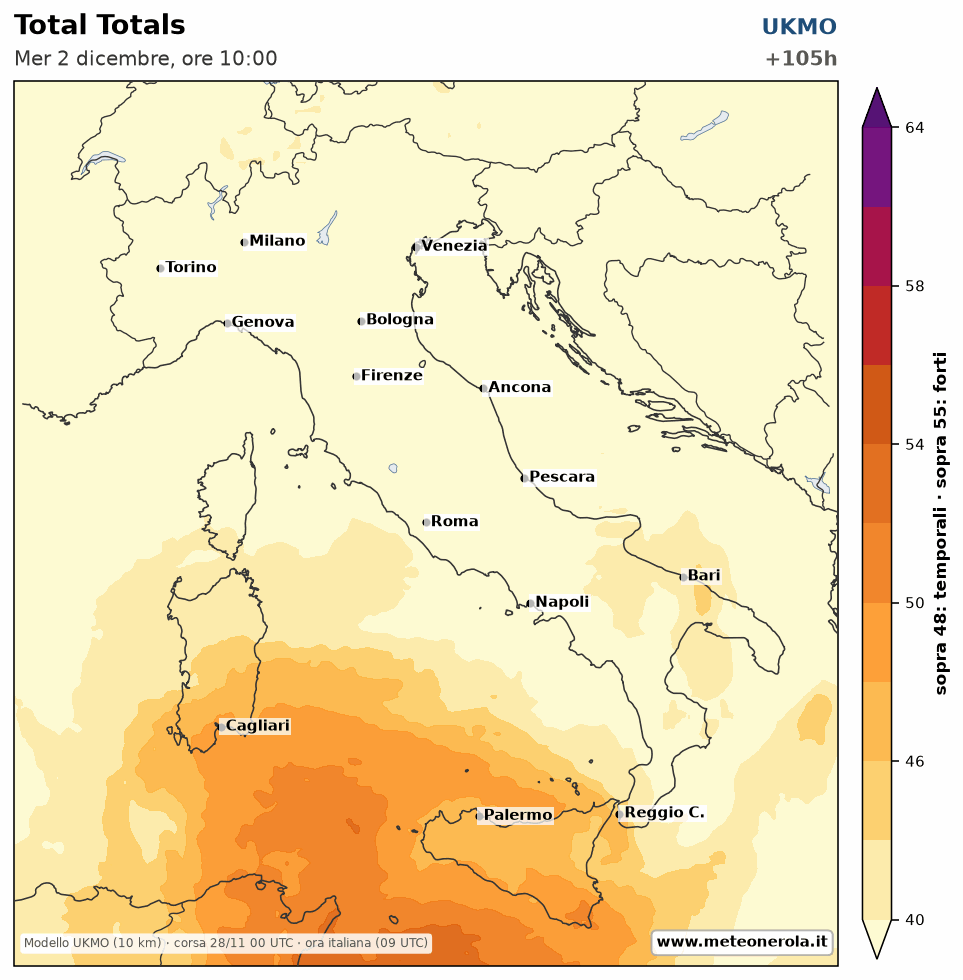 Total Totals
UKMO
Mer 2 dicembre, ore 10:00
+105h
Milano
Venezia
Torino
Genova
Bologna
Firenze
Ancona
Pescara
Roma
Bari
Napoli
Cagliari
Palermo
Reggio C.
64
58
54
50
46
40
sopra 48: temporali · sopra 55: forti
Modello UKMO (10 km) · corsa 28/11 00 UTC · ora italiana (09 UTC)
www.meteonerola.it